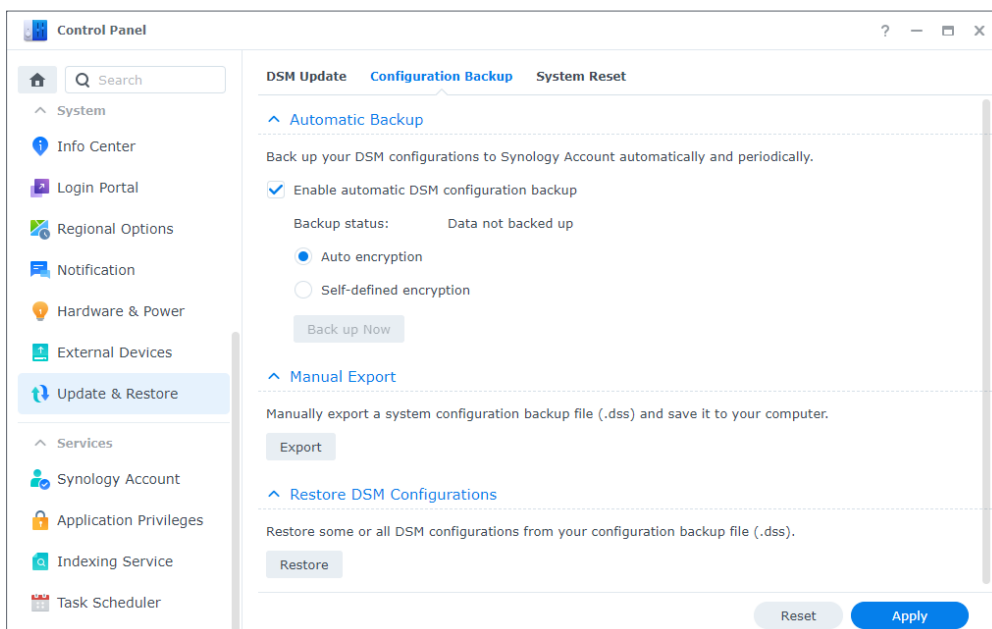 Control Panel
?
Search
System
Info Center
Login Portal
Regional Options
Notification
Hardware & Power
External Devices
Update & Restore
Services
Synology Account
Application Privileges
Indexing Service
Task Scheduler
DSM Update Configuration Backup System Reset
Automatic Backup
Back up your DSM configurations to Synology Account automatically and periodically.
Enable automatic DSM configuration backup
Backup status: Data not backed up
Auto encryption
Self-defined encryption
Back up Now
Manual Export
Manually export a system configuration backup file (.dss) and save it to your computer.
Export
Restore DSM Configurations
Restore some or all DSM configurations from your configuration backup file (.dss).
Restore
Reset Apply